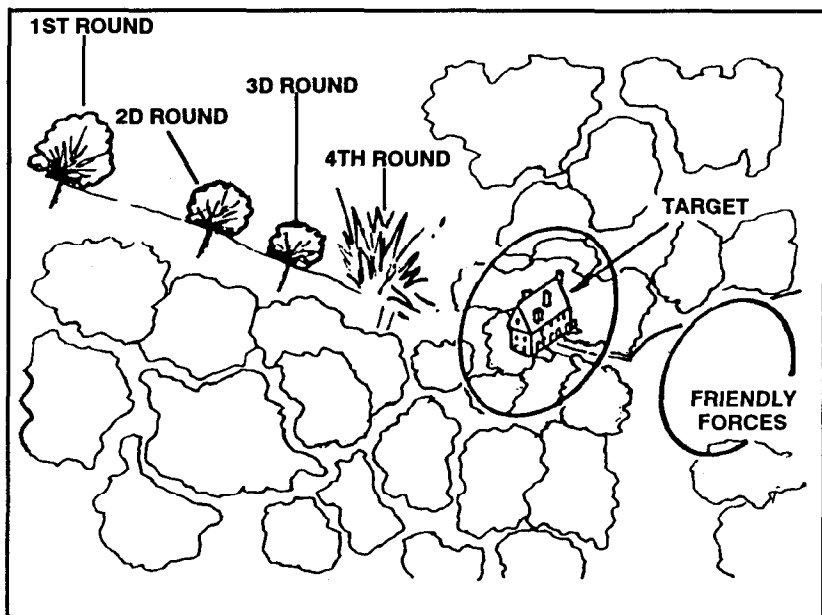 1ST ROUND
2D ROUND
3D ROUND
4TH ROUND
TARGET
FRIENDLY
FORCES